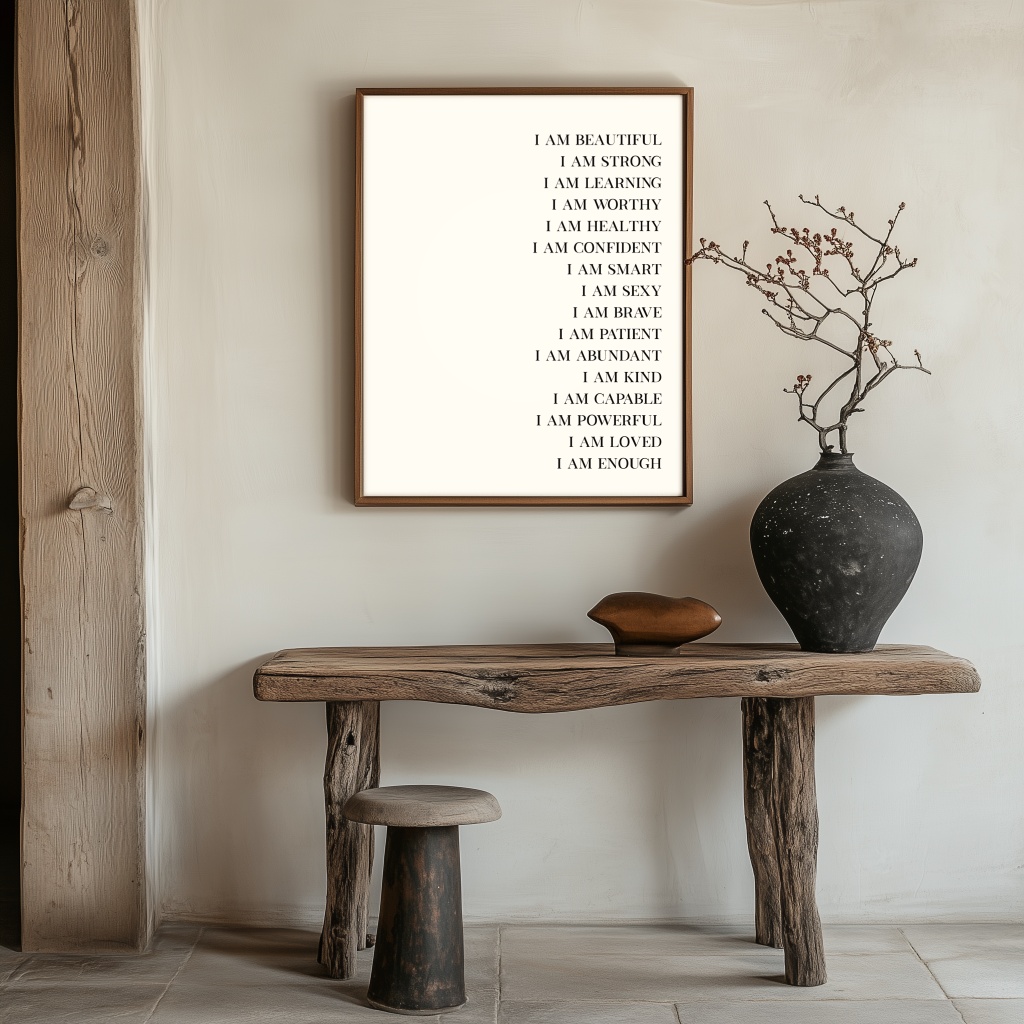 I AM BEAUTIFUL
I AM STRONG
I AM LEARNING
I AM WORTHY
I AM HEALTHY
I AM CONFIDENT
I AM SMART
I AM SEXY
I AM BRAVE
I AM PATIENT
I AM ABUNDANT
I AM KIND
I AM CAPABLE
I AM POWERFUL
I AM LOVED
I AM ENOUGH